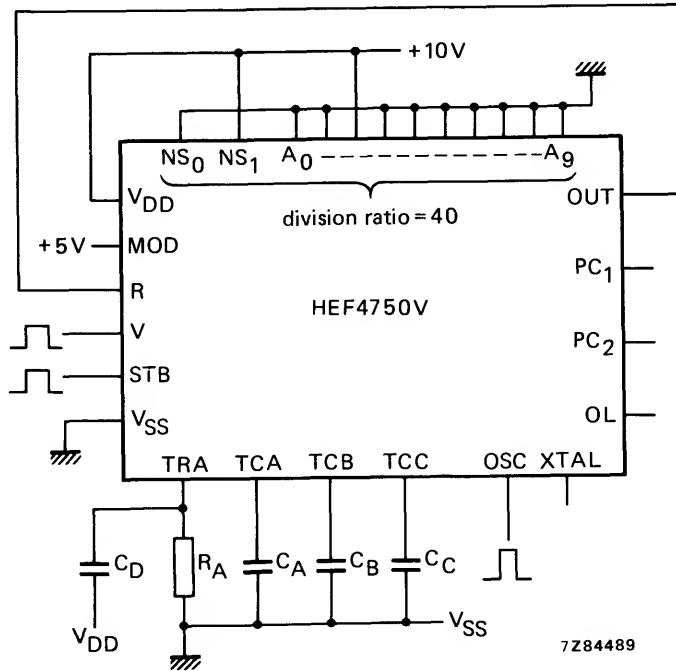 +10V
NS0 NS1 A0 A9
VDD
division ratio = 40
OUT
+5V
MOD
R
PC1
HEF4750V
V
PC2
STB
OL
VSS
TRA TCA TCB TCC OSC XTAL
CD
RA
CA
CB
CC
VDD
VSS
7Z84489